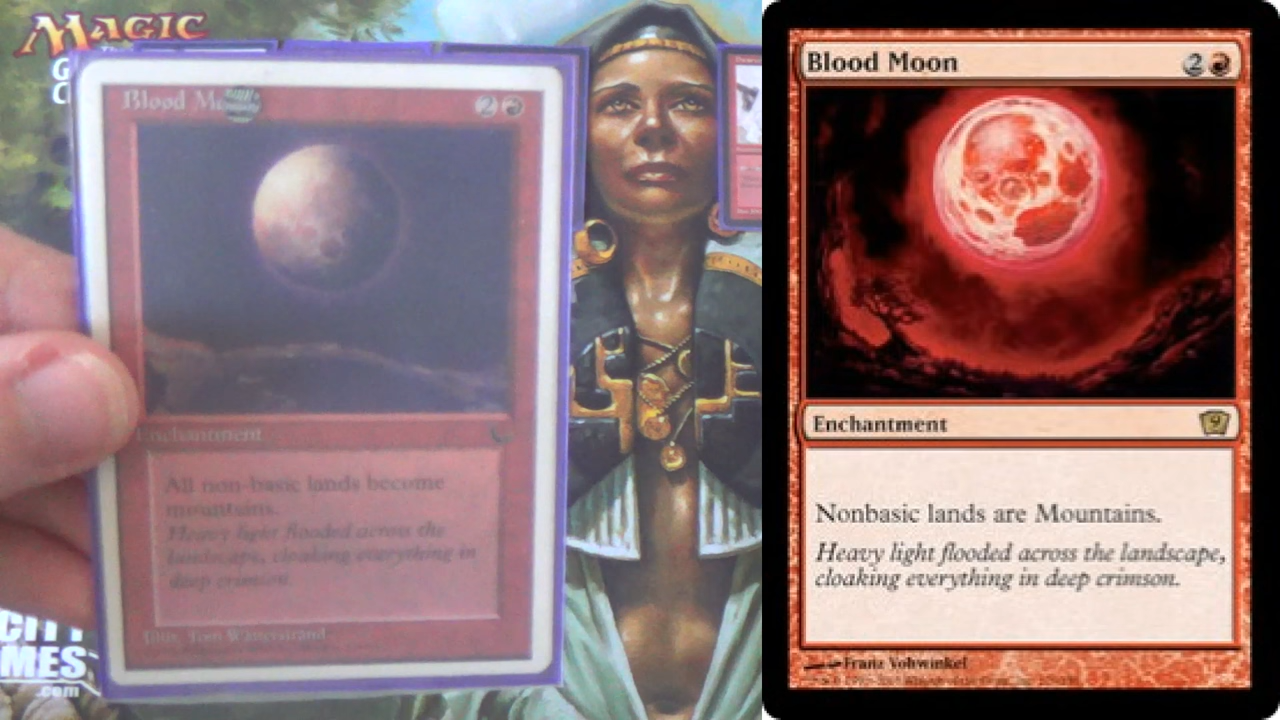 MAGIC
Blood M
2
Enchantment
All non-basic lands become
mountains.
Heavy light flooded across the
landscape, cloaking everything in
deep crimson.
Illus. Tom Wänerstrand
CITY
MES
.com
Blood Moon
2
Enchantment
9
Nonbasic lands are Mountains.
Heavy light flooded across the landscape,
cloaking everything in deep crimson.
Franz Vohwinkel